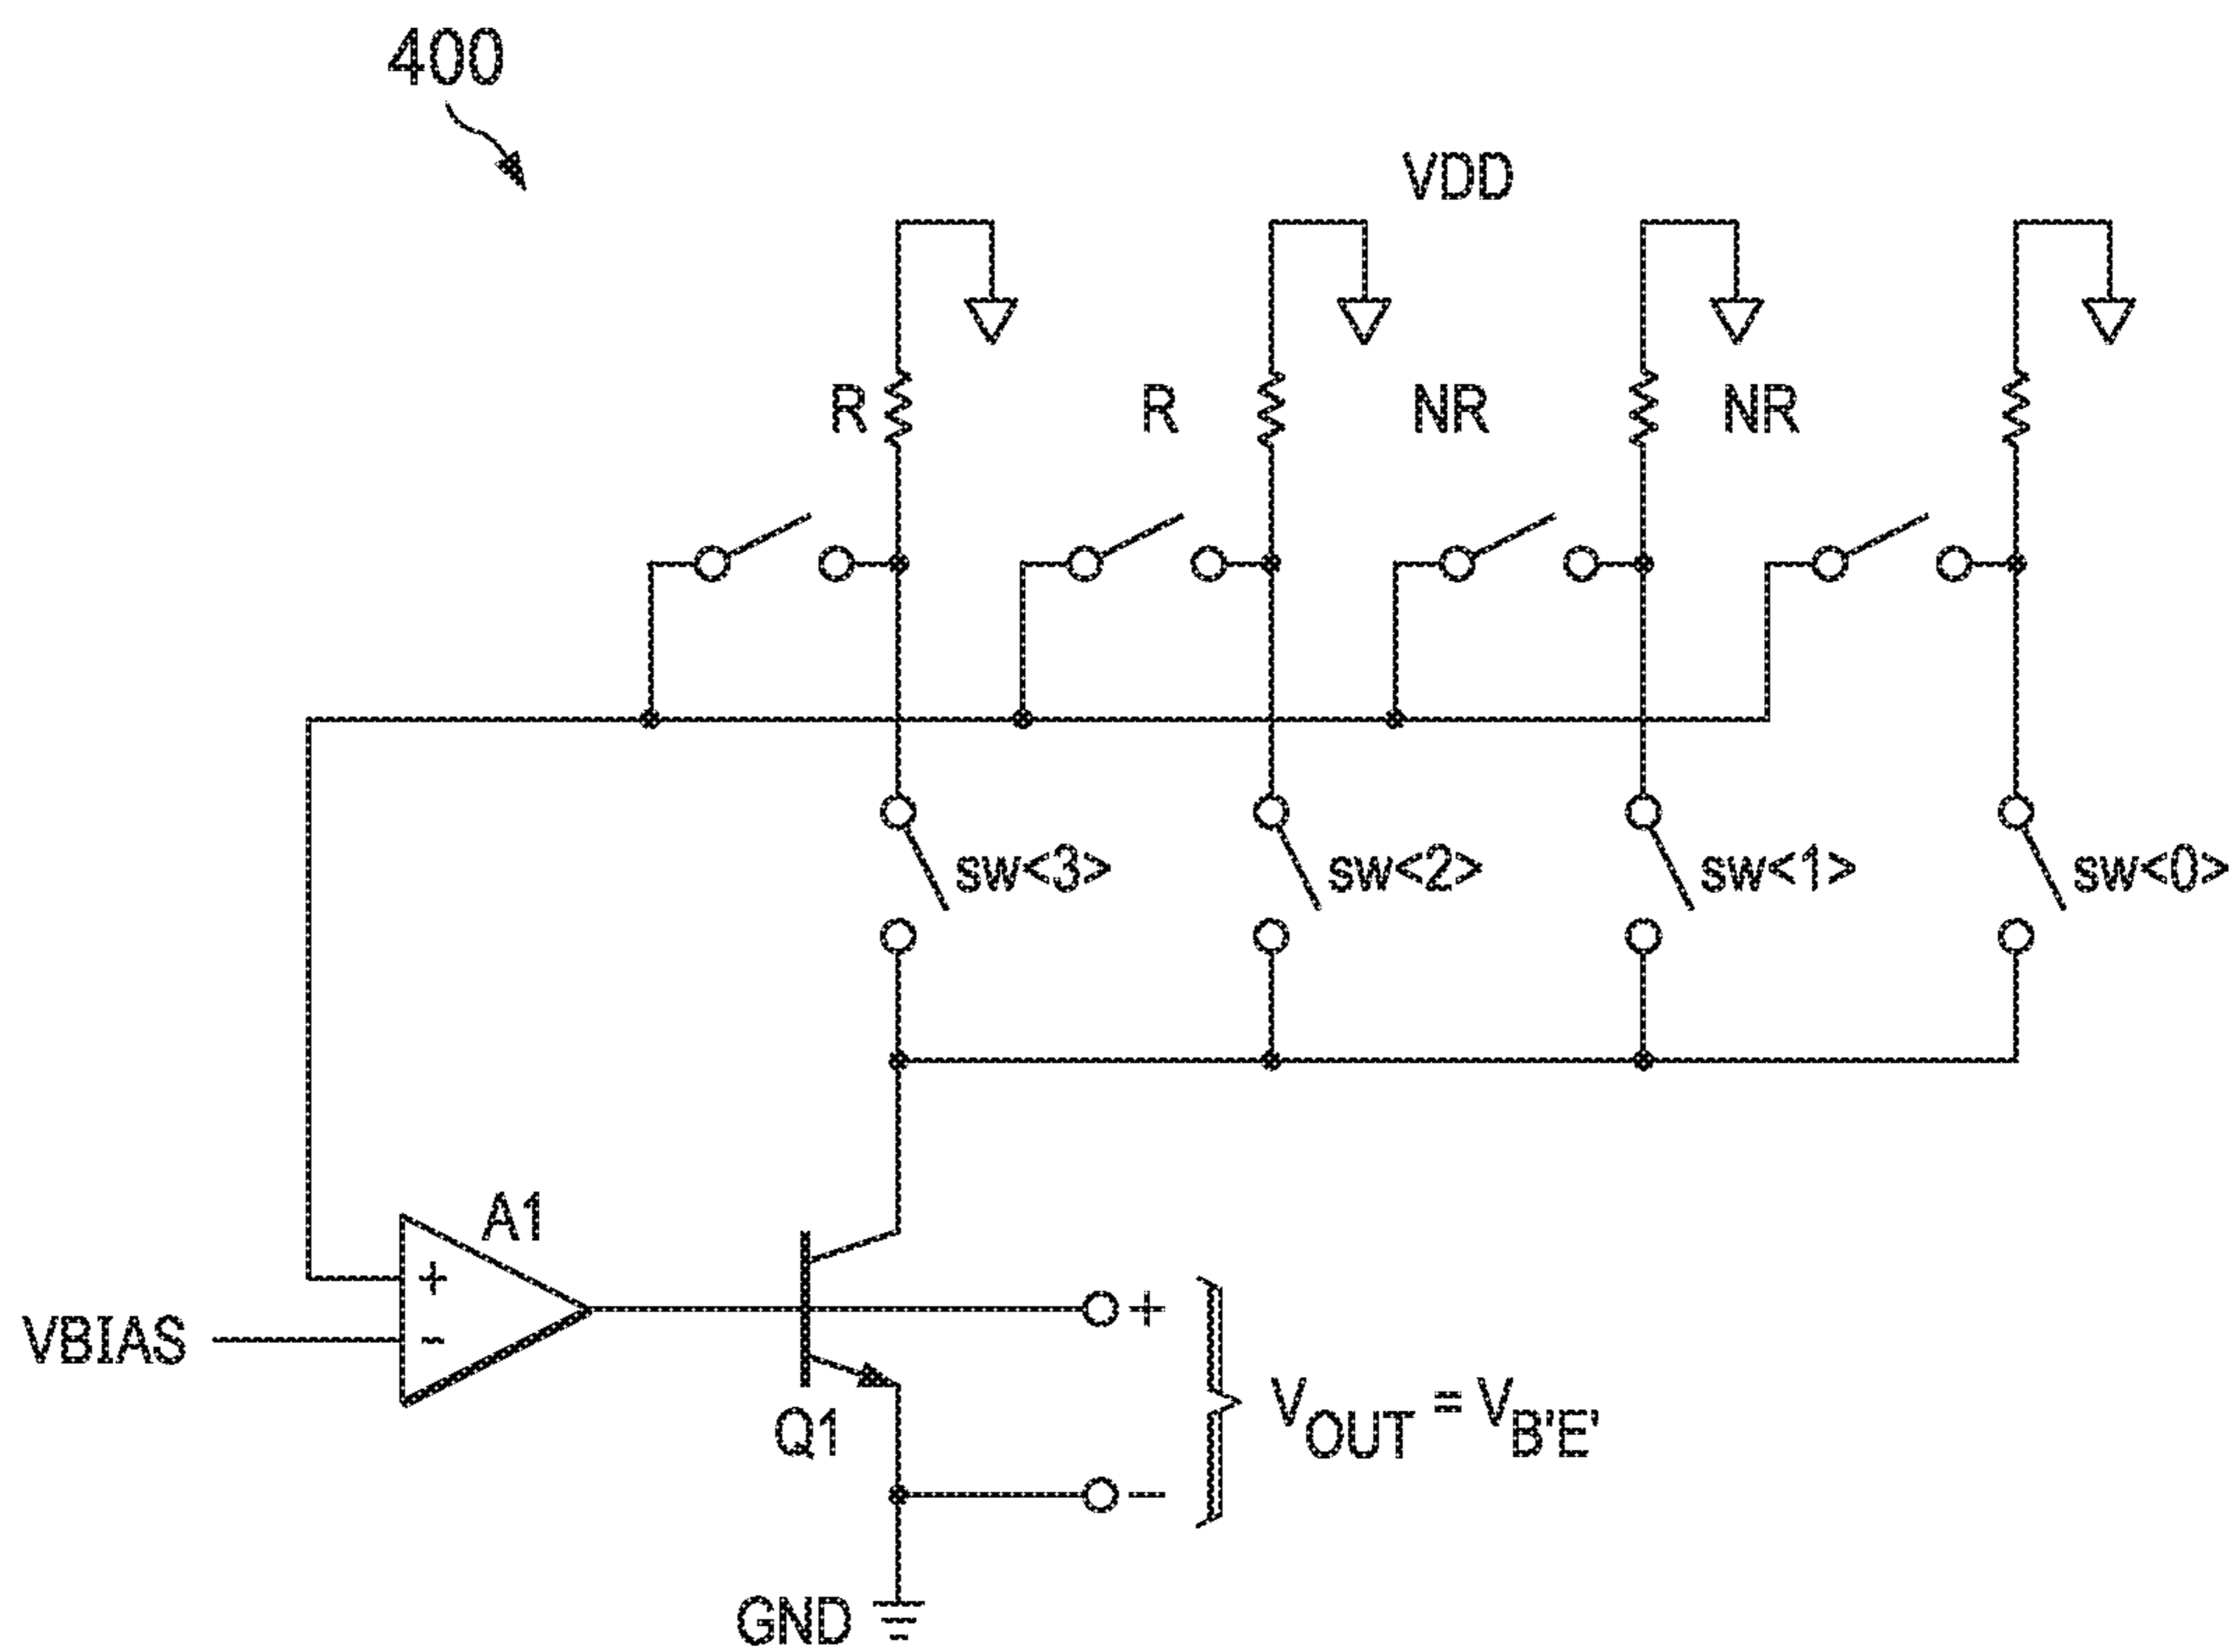 400
VDD
R R NR NR
sw<3> sw<2> sw<1> sw<0>
A1
+
+
VBIAS -
Q1
VOUT = VB'E'
-
GND